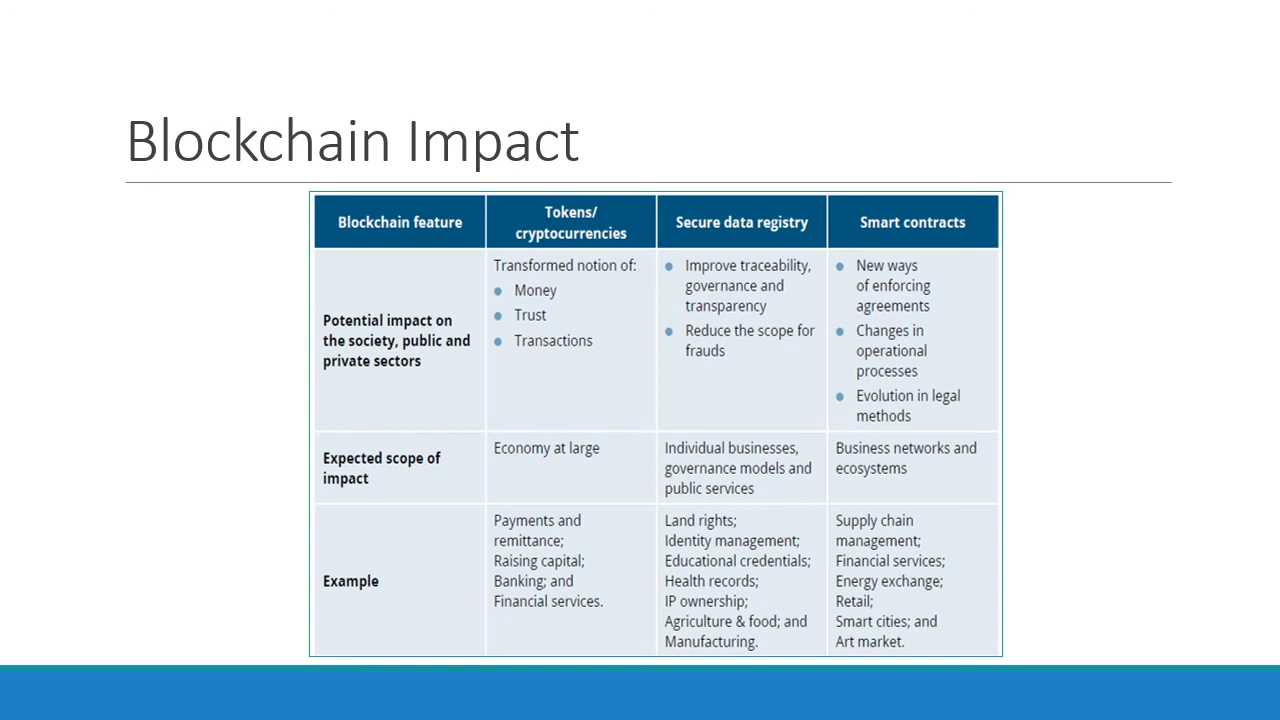 Blockchain Impact
Blockchain feature
Tokens/
cryptocurrencies
Secure data registry
Smart contracts
Potential impact on
the society, public and
private sectors
Transformed notion of:
Money
Trust
Transactions
Improve traceability,
governance and
transparency
Reduce the scope for
frauds
New ways
of enforcing
agreements
Changes in
operational
processes
Evolution in legal
methods
Expected scope of
impact
Economy at large
Individual businesses,
governance models and
public services
Business networks and
ecosystems
Example
Payments and
remittance;
Raising capital;
Banking; and
Financial services.
Land rights;
Identity management;
Educational credentials;
Health records;
IP ownership;
Agriculture & food; and
Manufacturing.
Supply chain
management;
Financial services;
Energy exchange;
Retail;
Smart cities; and
Art market.